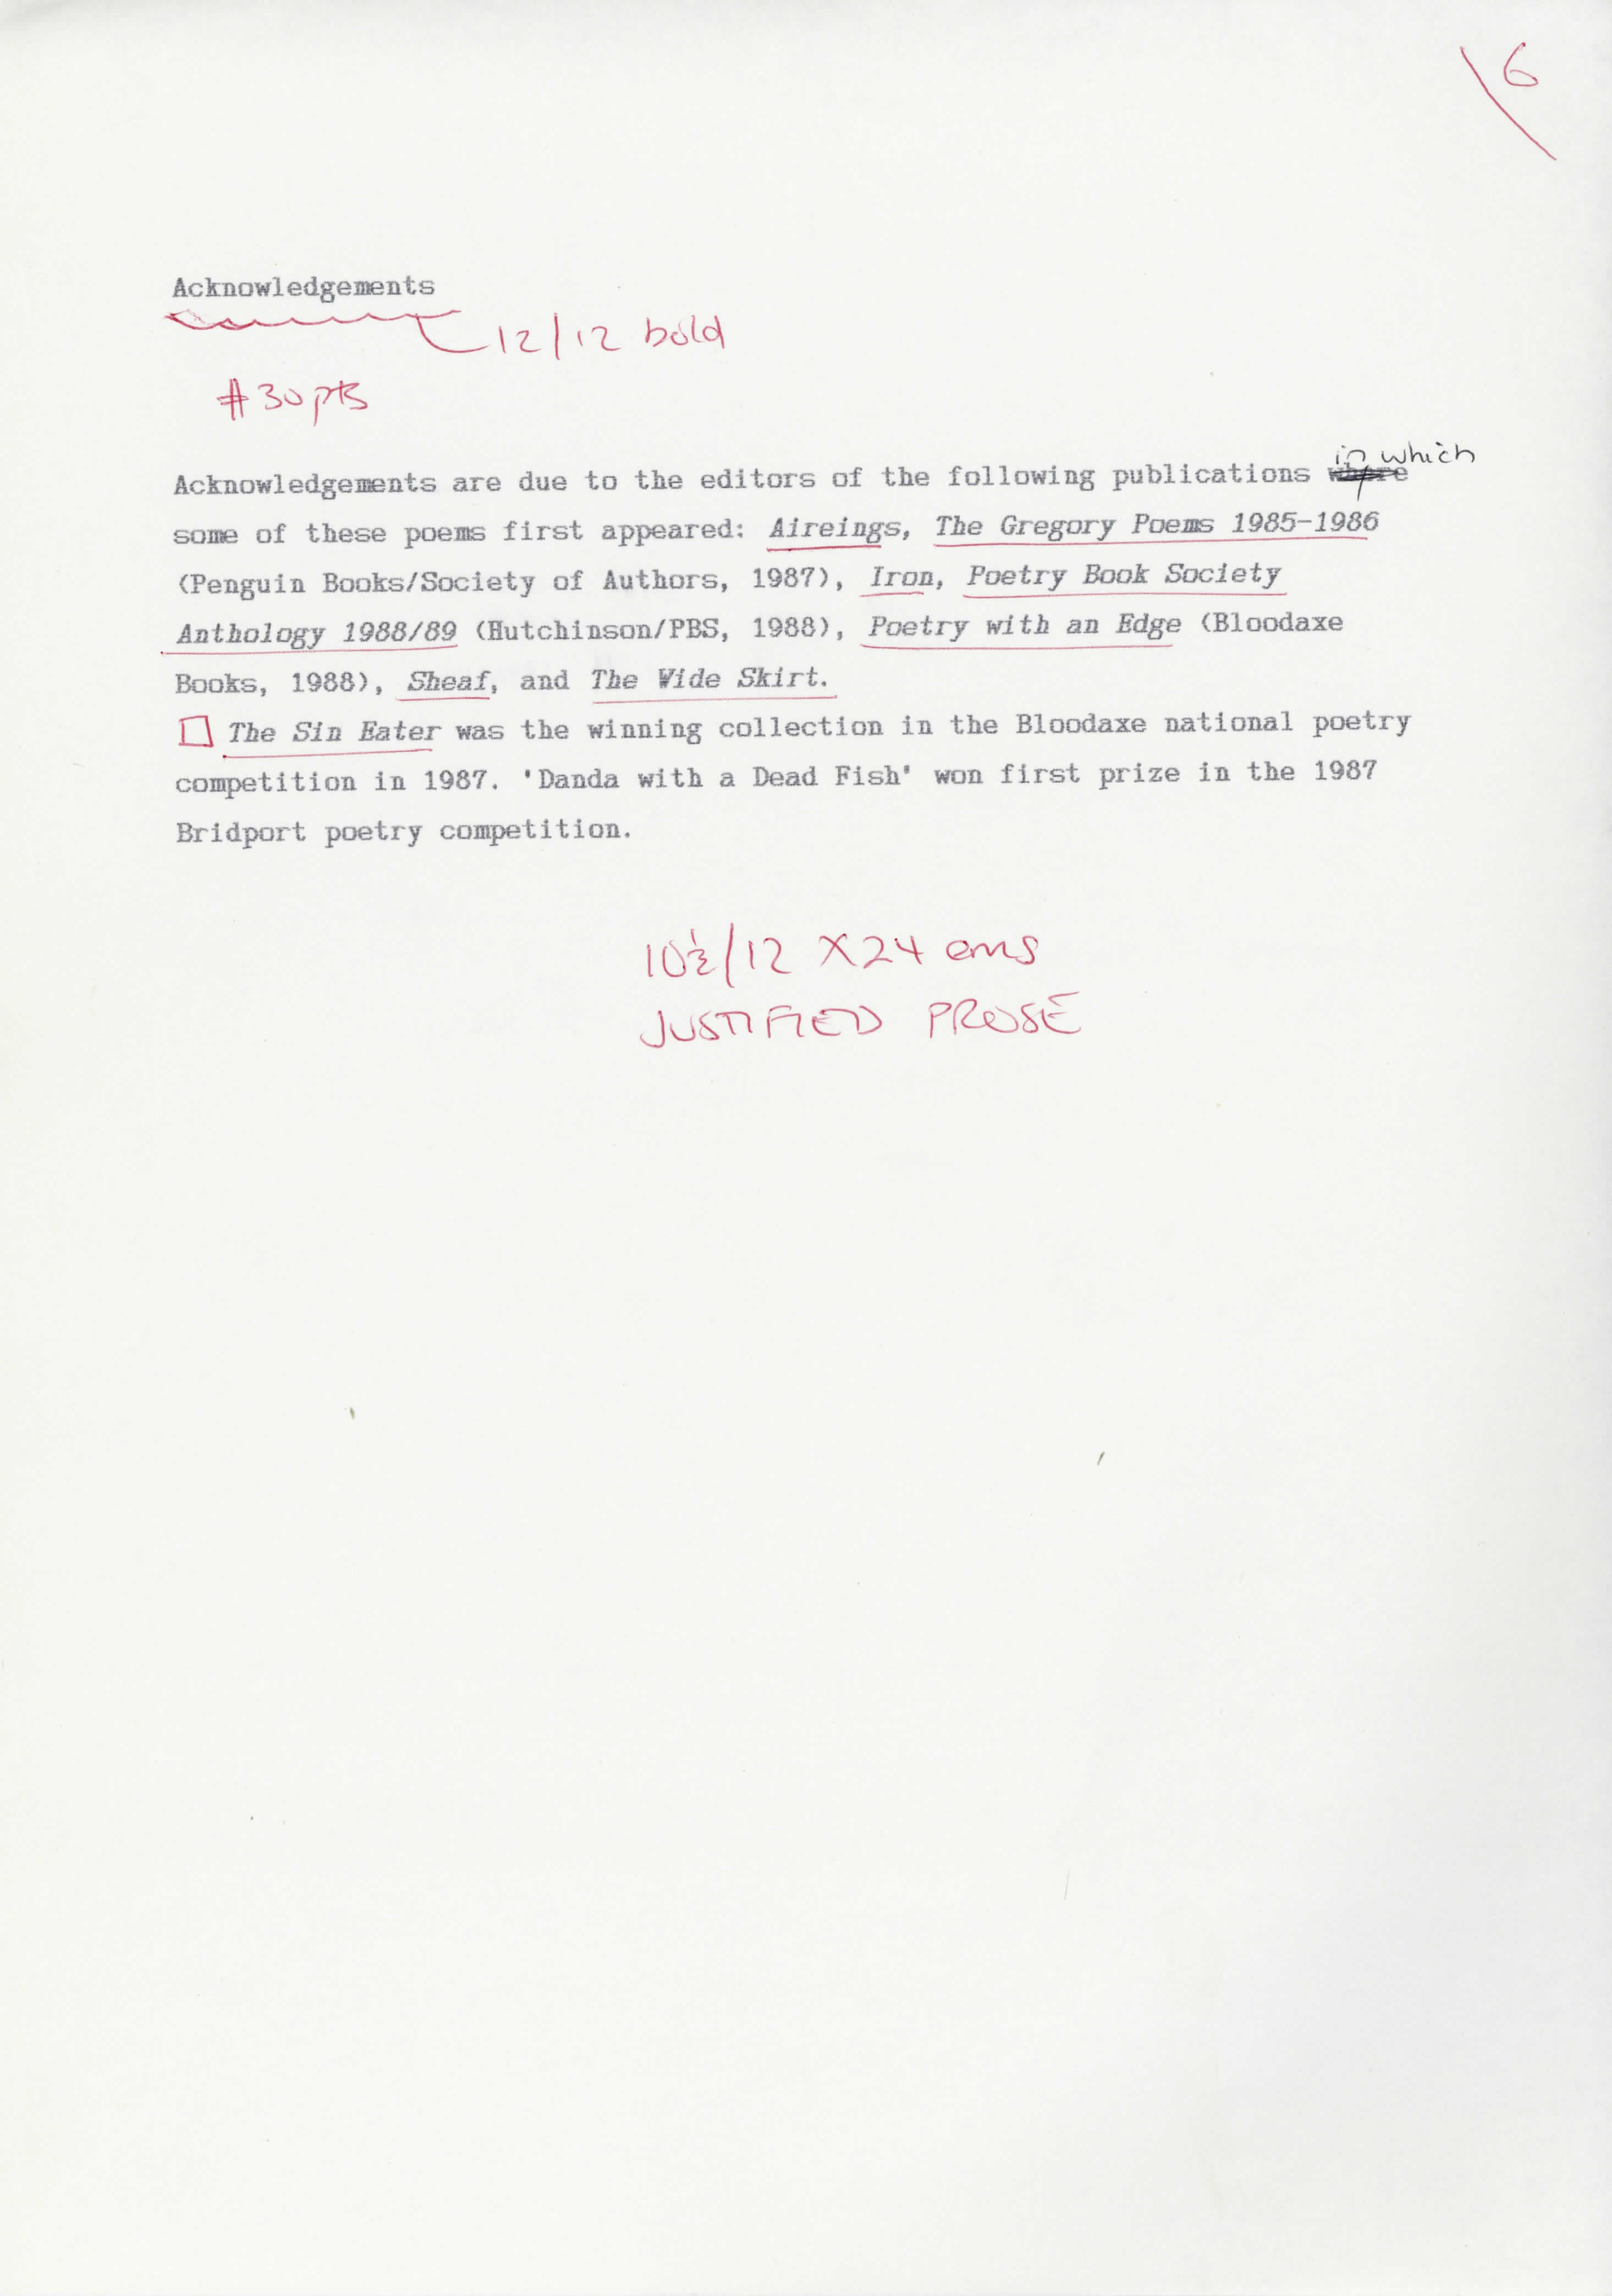 6
Acknowledgements
12/12 bold
# 30 pts
in which
Acknowledgements are due to the editors of the following publications where
some of these poems first appeared: Aireings, The Gregory Poems 1985-1986
(Penguin Books/Society of Authors, 1987), Iron, Poetry Book Society
Anthology 1988/89 (Hutchinson/PBS, 1988), Poetry with an Edge (Bloodaxe
Books, 1988), Sheaf, and The Wide Skirt.
The Sin Eater was the winning collection in the Bloodaxe national poetry
competition in 1987. 'Danda with a Dead Fish' won first prize in the 1987
Bridport poetry competition.
10½/12 X24 ems
JUSTIFIED PROSE